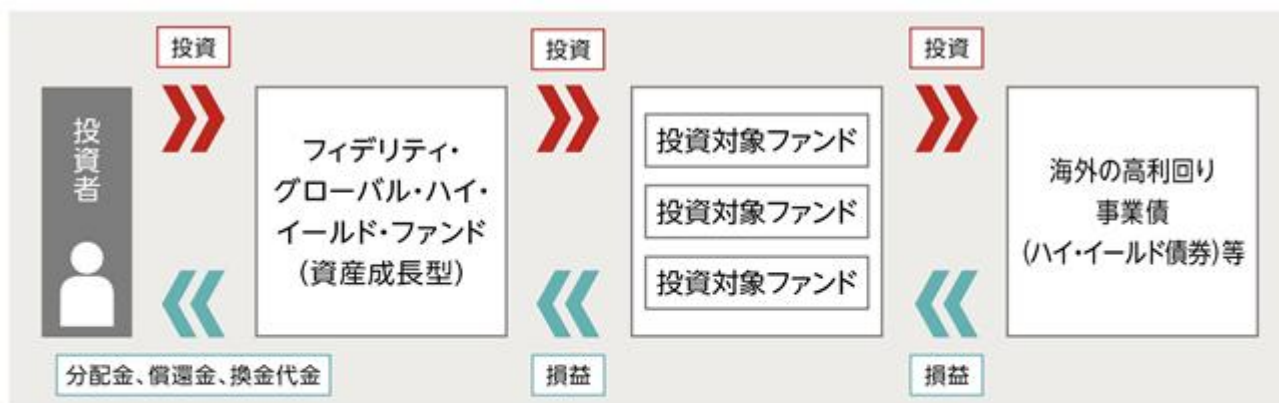 投資
投資
投資
投資者
フィデリティ・
グローバル・ハイ・
イールド・ファンド
(資産成長型)
投資対象ファンド
投資対象ファンド
投資対象ファンド
海外の高利回り
事業債
(ハイ・イールド債券)等
分配金、償還金、換金代金
損益
損益